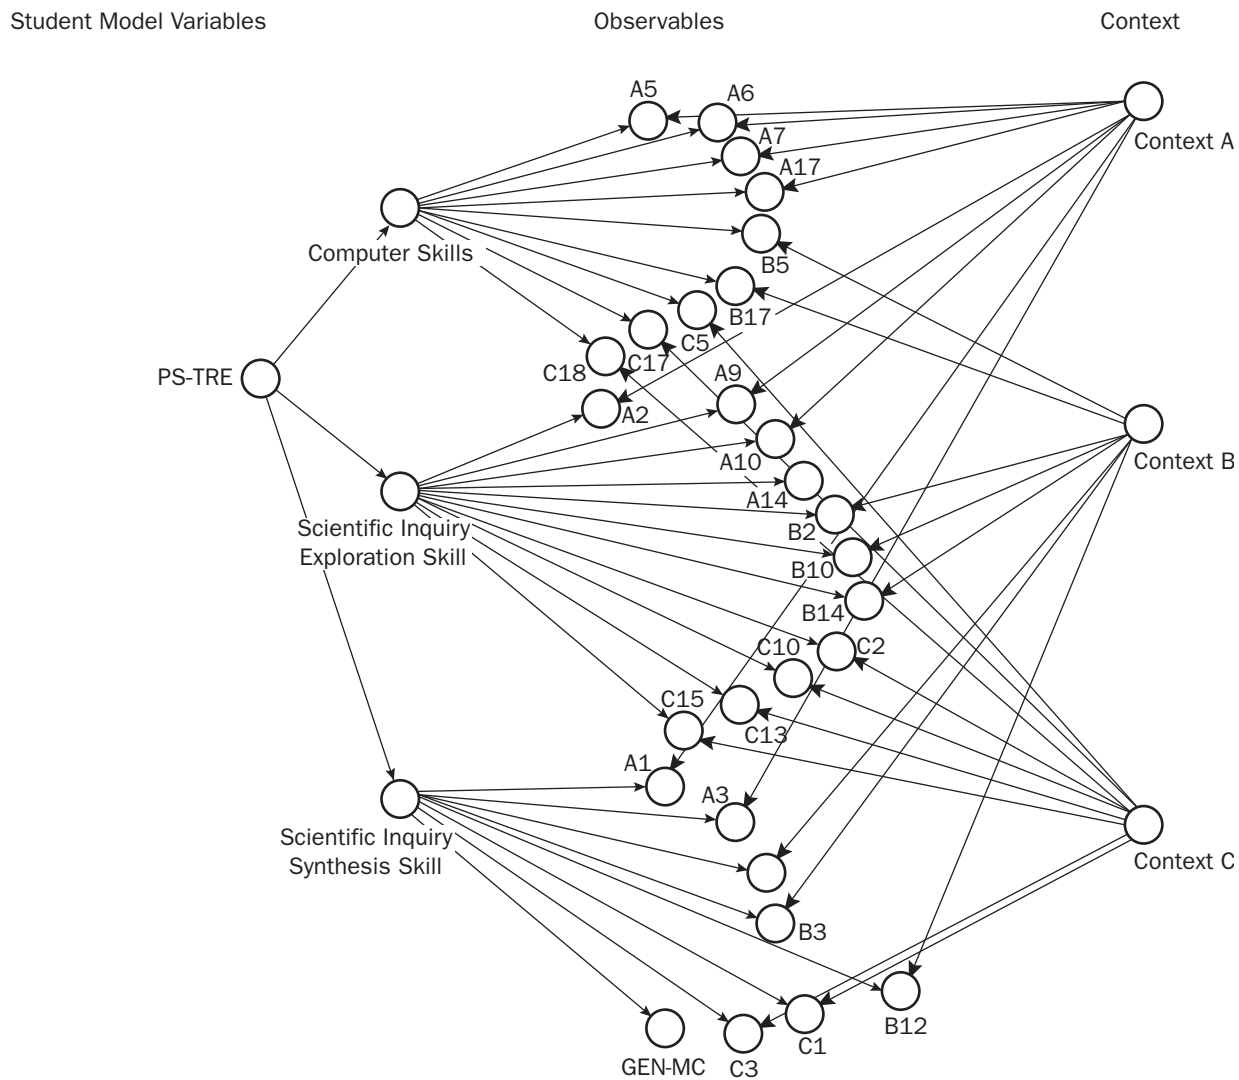 Student Model Variables
Observables
Context
A5
A6
A7
A17
Context A
Computer Skills
B5
B17
C5
C17
C18
PS-TRE
A9
A2
Context B
A10
A14
Scientific Inquiry
Exploration Skill
B2
B10
B14
C10
C2
C15
C13
A1
A3
Scientific Inquiry
Synthesis Skill
Context C
B3
B12
C1
GEN-MC
C3